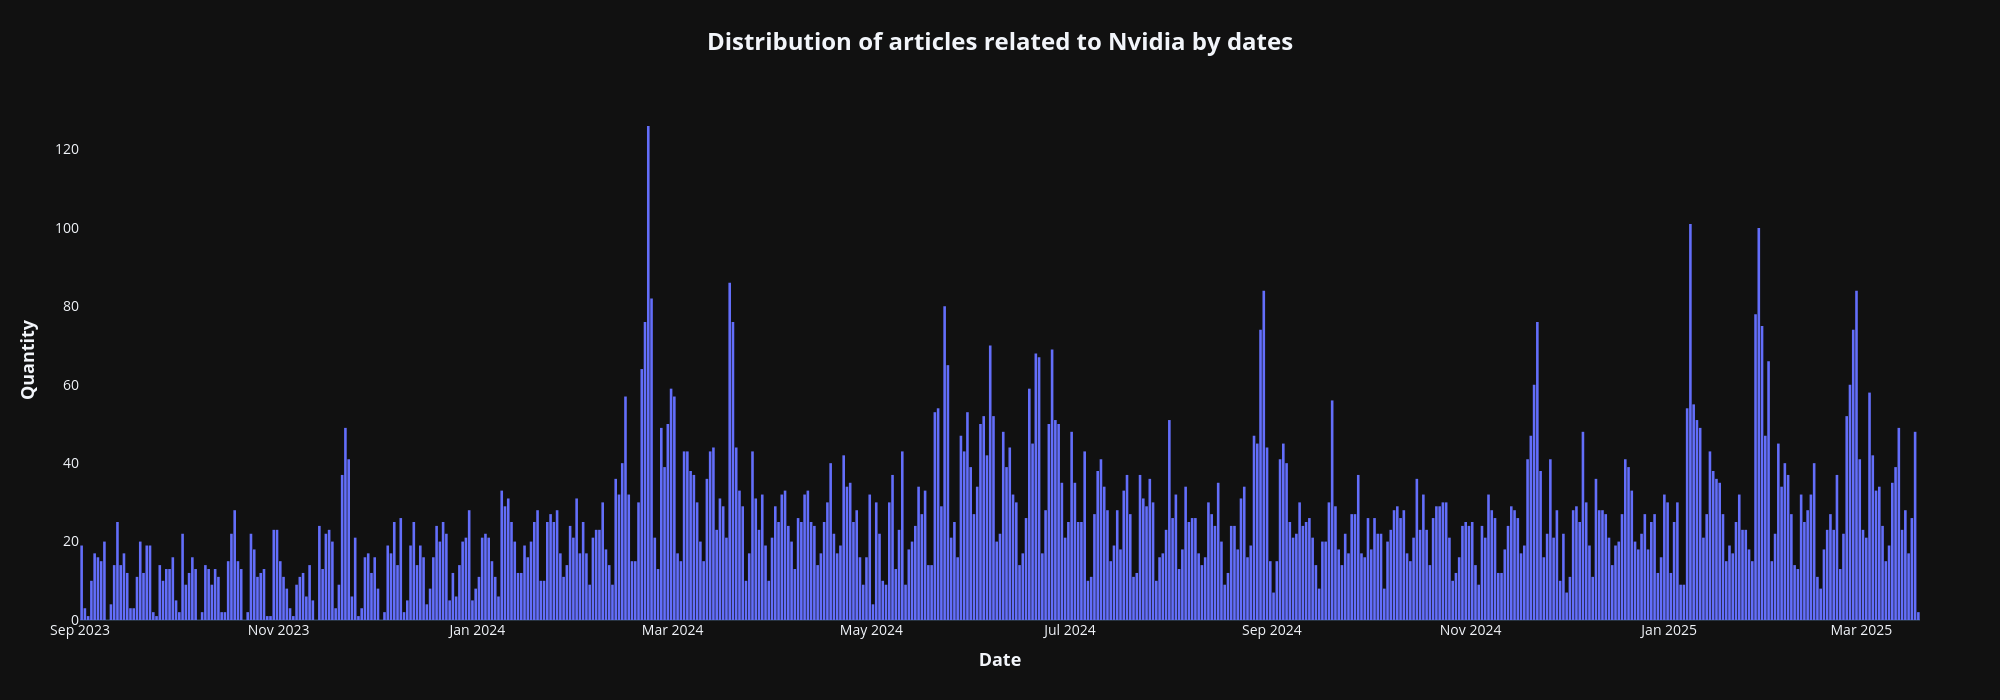 Distribution of articles related to Nvidia by dates
120
100
80
60
40
20
0
Quantity
Sep 2023 Nov 2023 Jan 2024 Mar 2024 May 2024 Jul 2024 Sep 2024 Nov 2024 Jan 2025 Mar 2025
Date